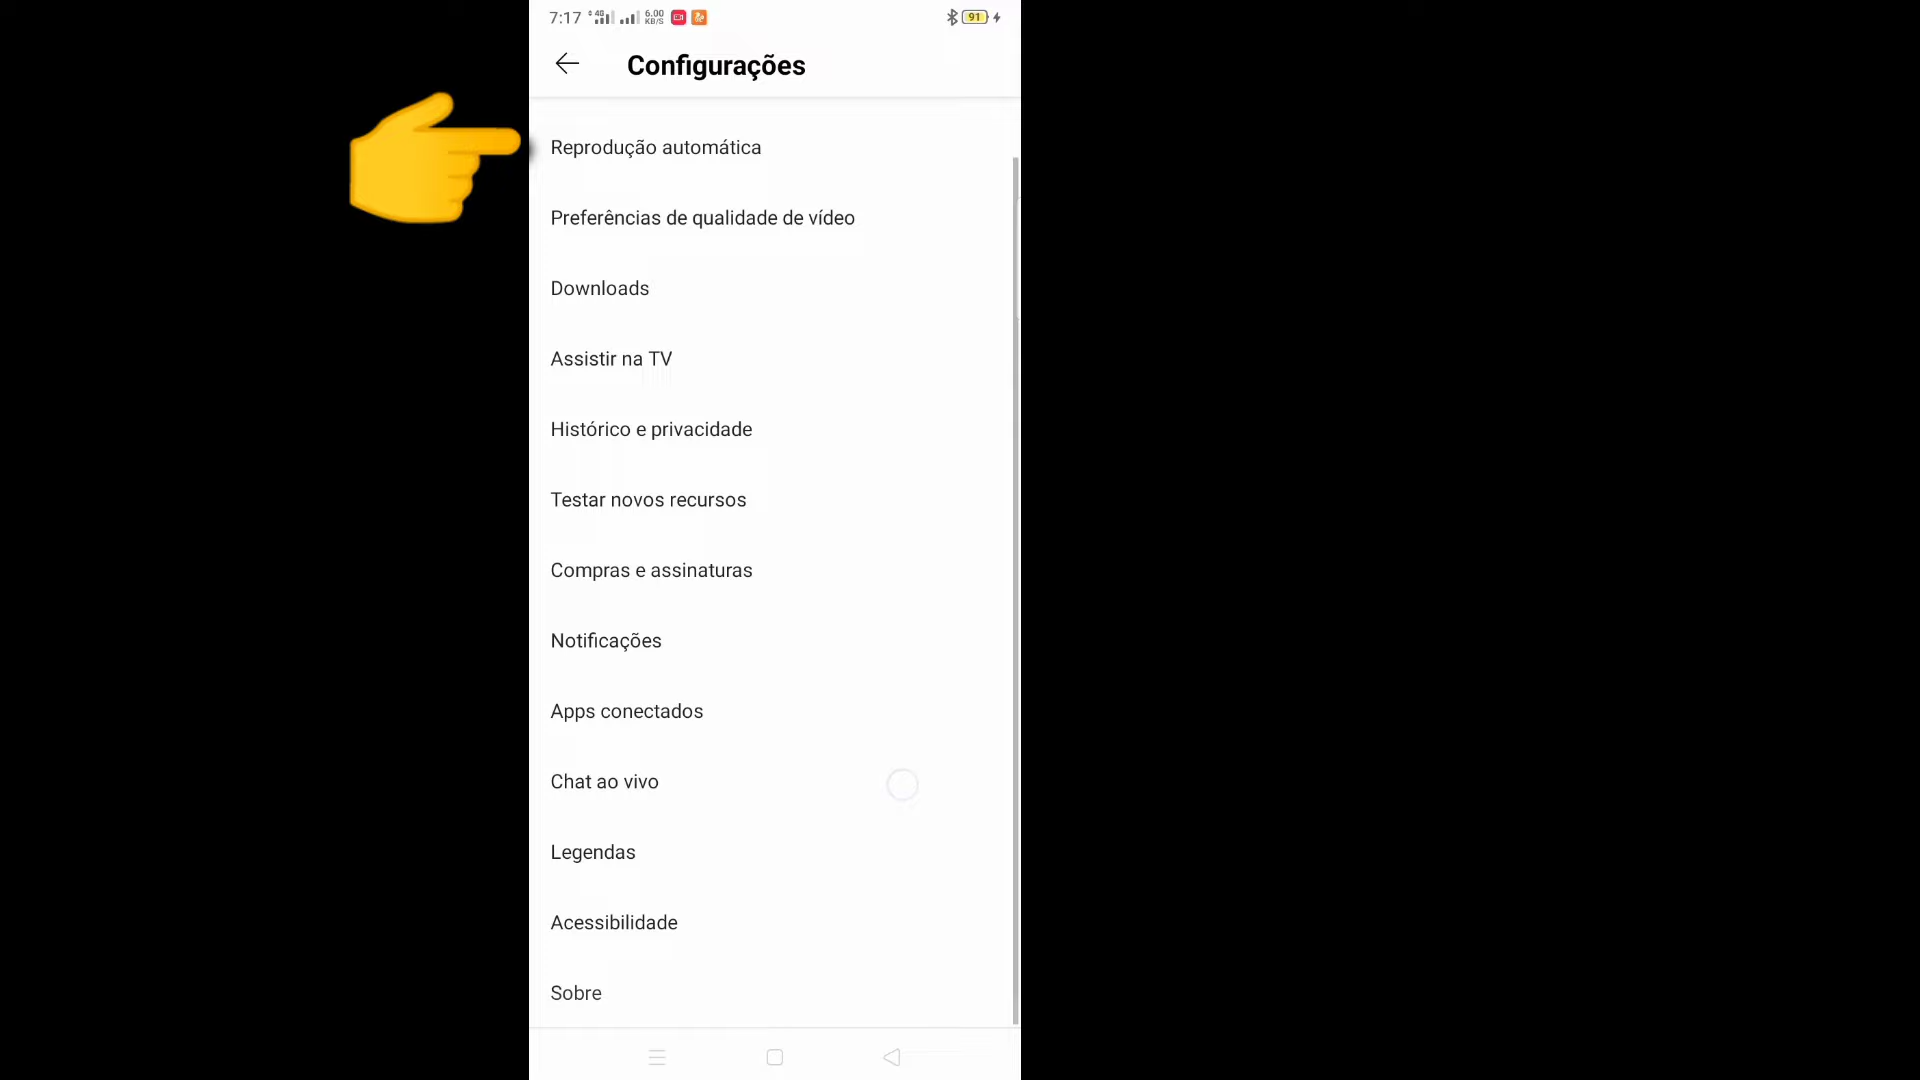 7:17 4G 6.00 KB/S 91
Configurações
Reprodução automática
Preferências de qualidade de vídeo
Downloads
Assistir na TV
Histórico e privacidade
Testar novos recursos
Compras e assinaturas
Notificações
Apps conectados
Chat ao vivo
Legendas
Acessibilidade
Sobre